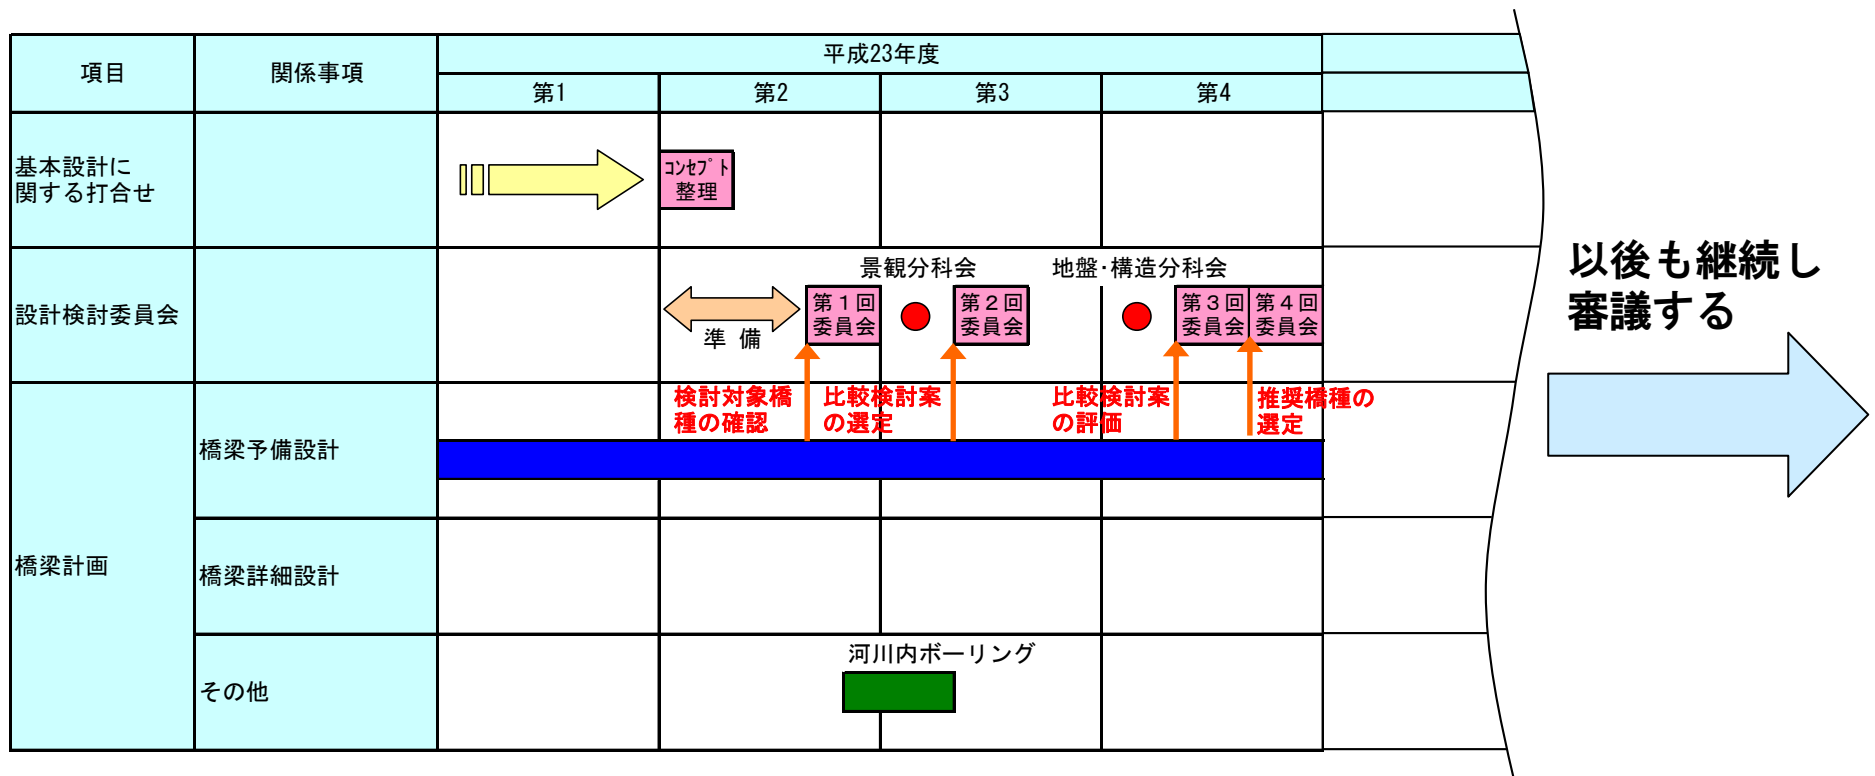 項目
関係事項
平成23年度
第1
第2
第3
第4
基本設計に
関する打合せ
ｺﾝｾﾌﾟﾄ
整理
設計検討委員会
準 備
第１回
委員会
景観分科会
第２回
委員会
地盤･構造分科会
第３回
委員会
第４回
委員会
以後も継続し
審議する
橋梁計画
橋梁予備設計
検討対象橋
種の確認
比較検討案
の選定
比較検討案
の評価
推奨橋種の
選定
橋梁詳細設計
その他
河川内ボーリング